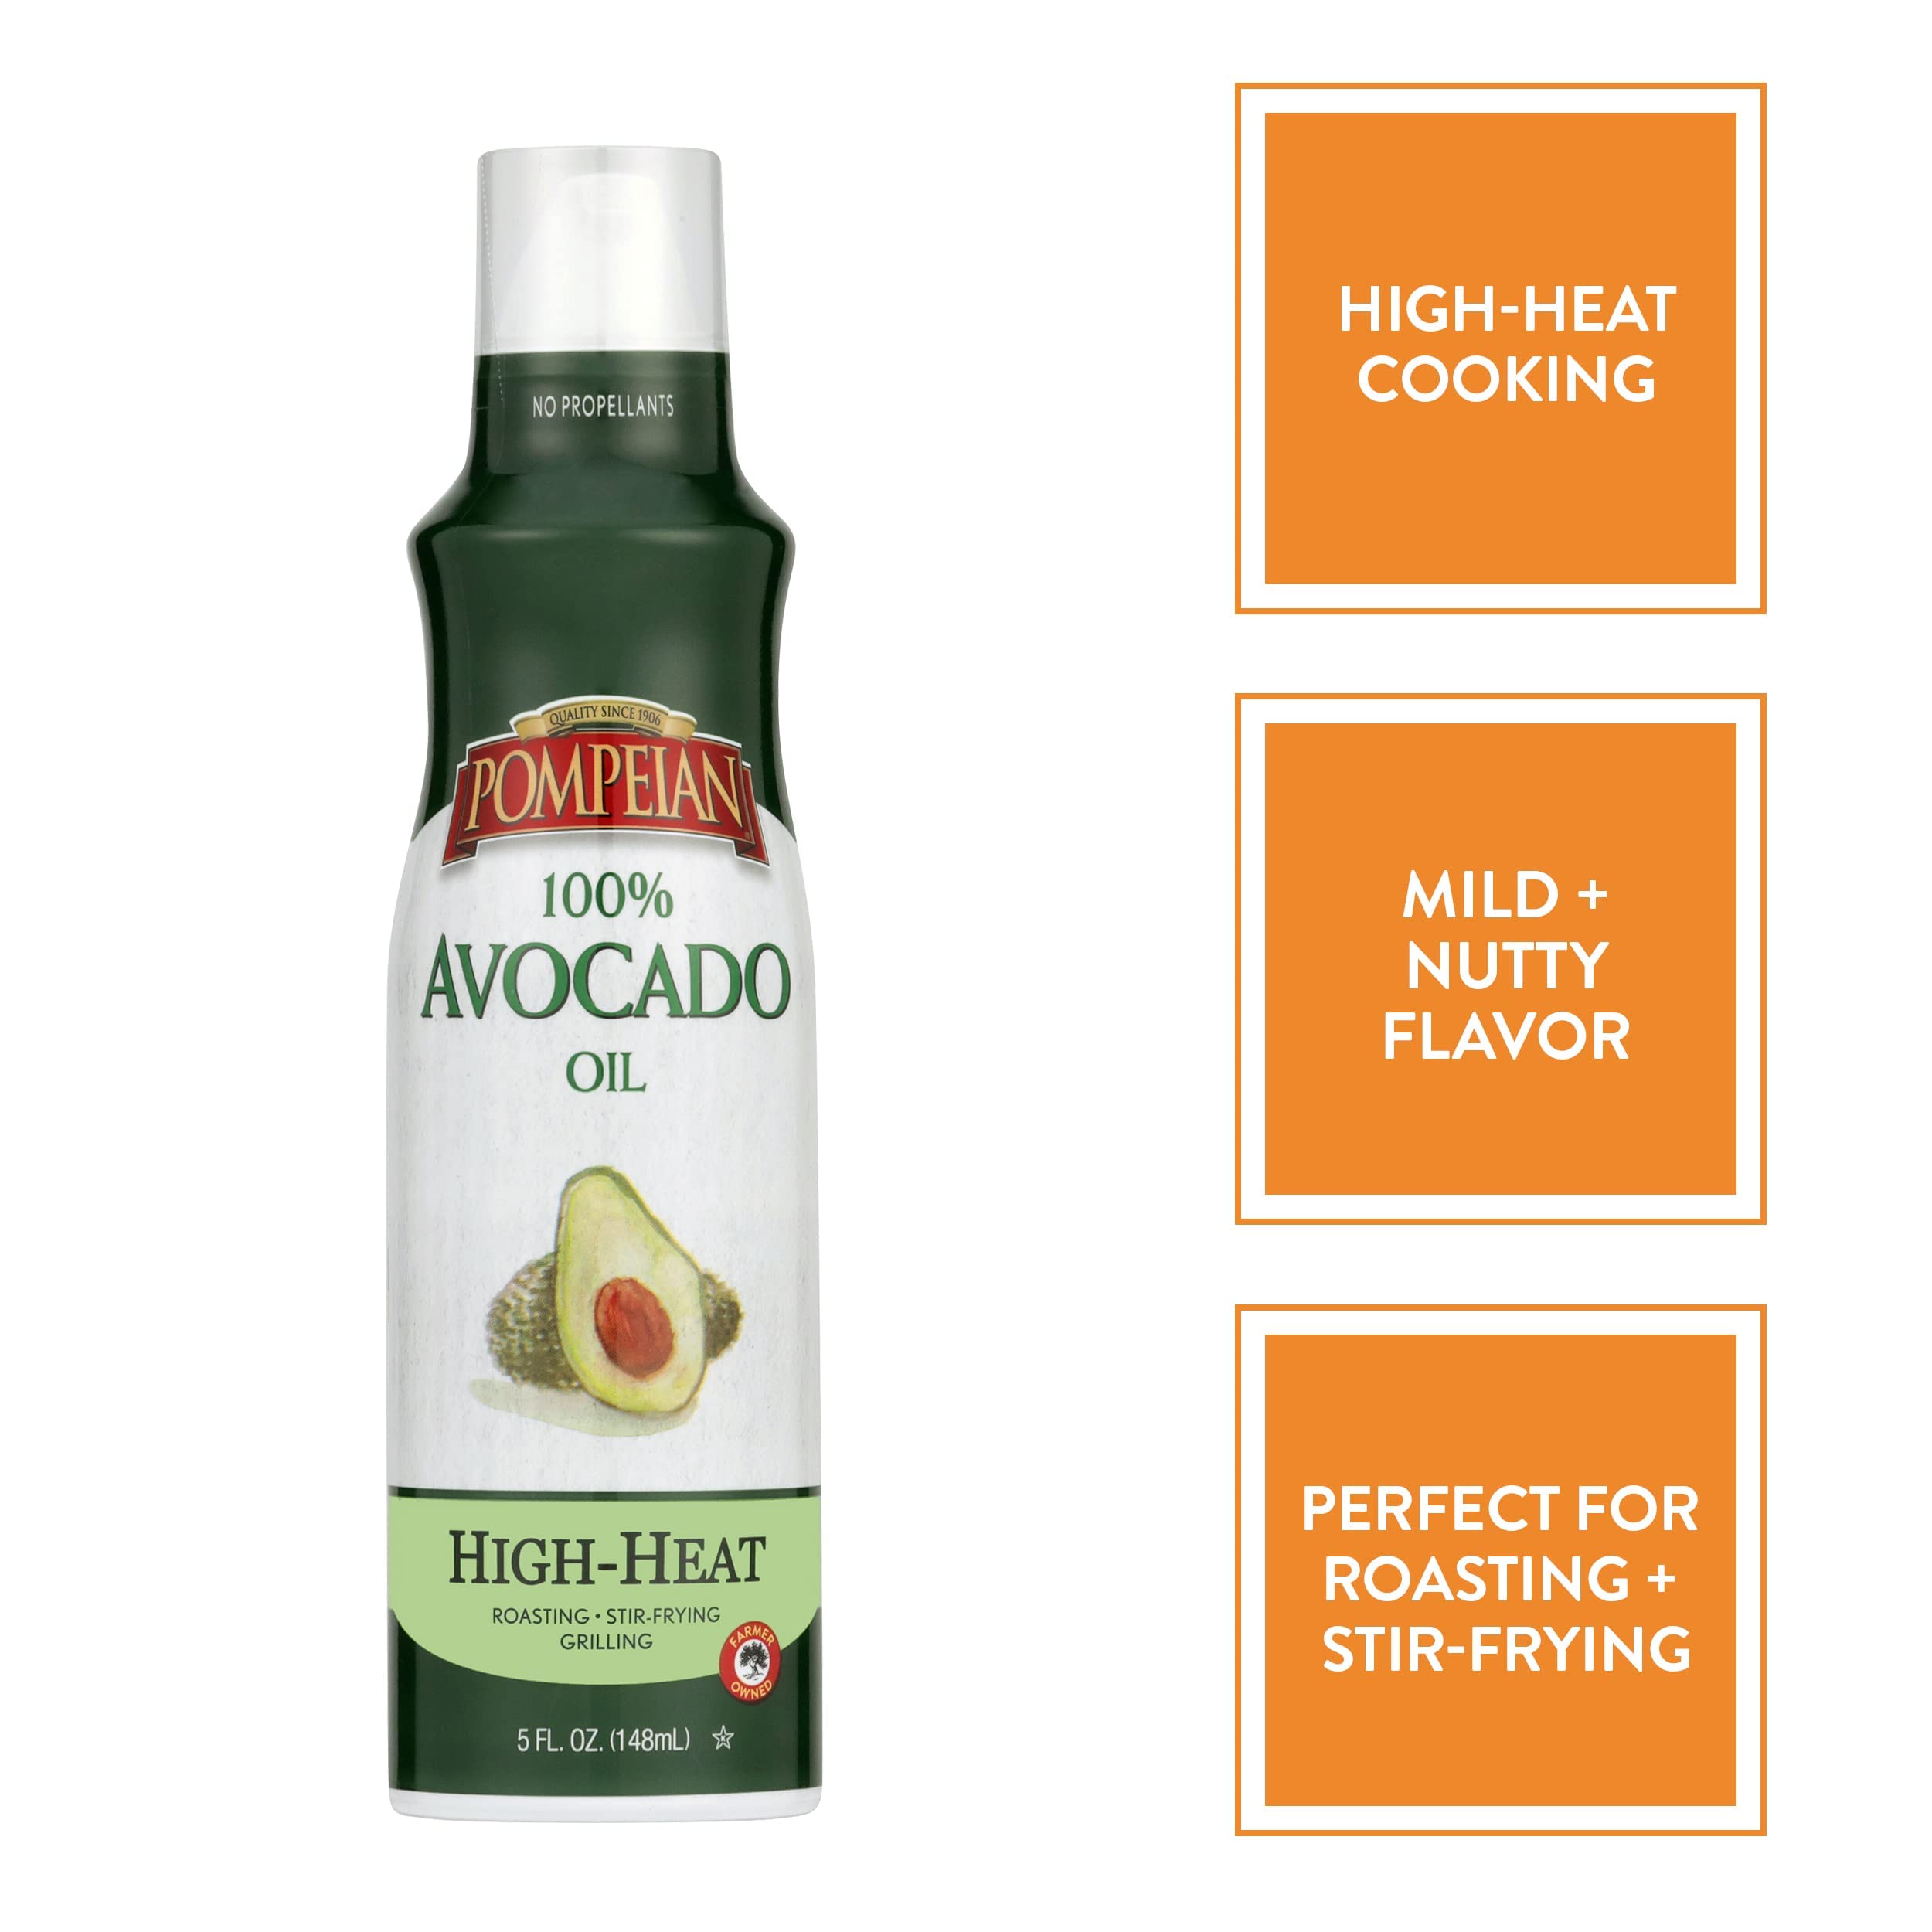 NO PROPELLANTS
QUALITY SINCE 1906
POMPEIAN
100%
AVOCADO
OIL
HIGH-HEAT
ROASTING • STIR-FRYING
GRILLING
FARMER
OWNED
5 FL. OZ. (148mL)
K
HIGH-HEAT
COOKING
MILD +
NUTTY
FLAVOR
PERFECT FOR
ROASTING +
STIR-FRYING